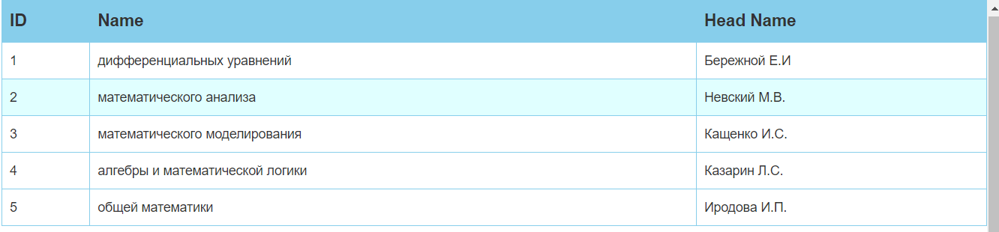 ID Name Head Name
1 дифференциальных уравнений Бережной Е.И
2 математического анализа Невский М.В.
3 математического моделирования Кащенко И.С.
4 алгебры и математической логики Казарин Л.С.
5 общей математики Иродова И.П.